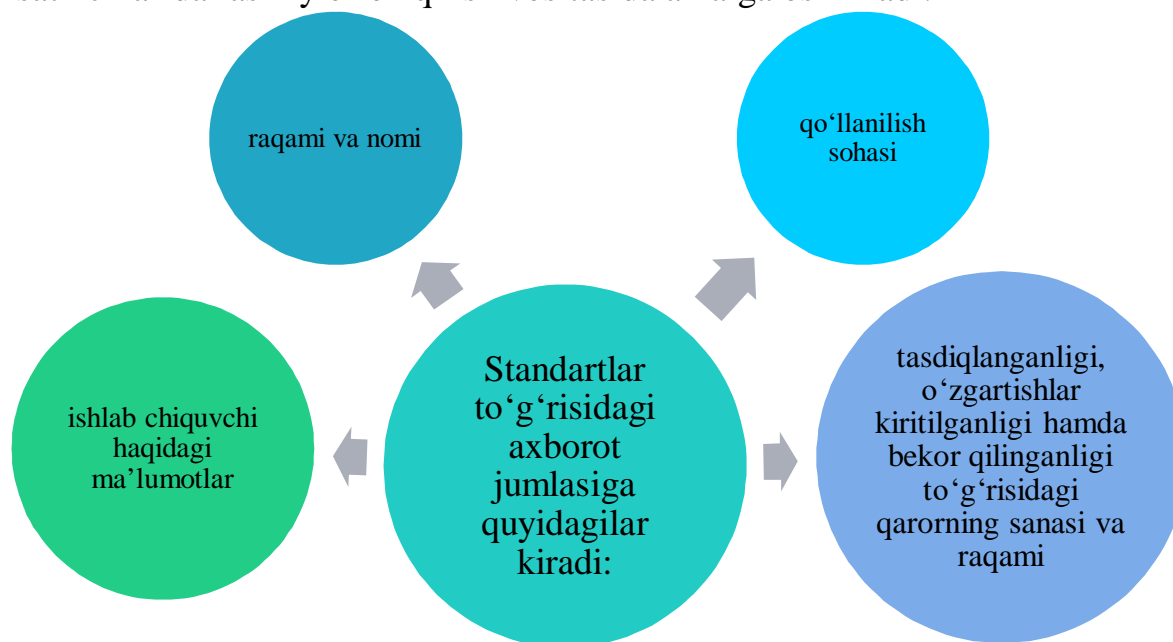 raqami va nomi
qo‘llanilish
sohasi
ishlab chiquvchi
haqidagi
ma’lumotlar
Standartlar
to‘g‘risidagi
axborot
jumlasiga
quyidagilar
kiradi:
tasdiqlanganligi,
o‘zgartishlar
kiritilganligi hamda
bekor qilinganligi
to‘g‘risidagi
qarorning sanasi va
raqami